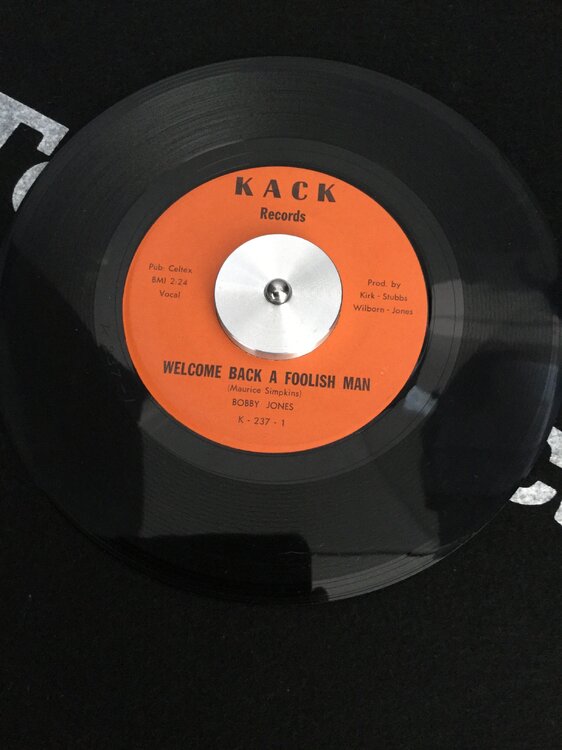 KACK
Records
Pub: Celtex
BMI 2:24
Vocal
Prod. by
Kirk - Stubbs
Wilborn - Jones
WELCOME BACK A FOOLISH MAN
(Maurice Simpkins)
BOBBY JONES
K - 237 - 1